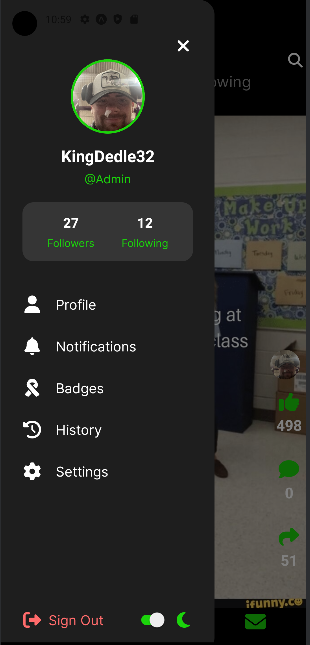 10:59
KingDedle32
@Admin
27
Followers
12
Following
Profile
Notifications
Badges
History
Settings
Sign Out
owing
Make
Work
g at
class
498
0
51
ifunny.co